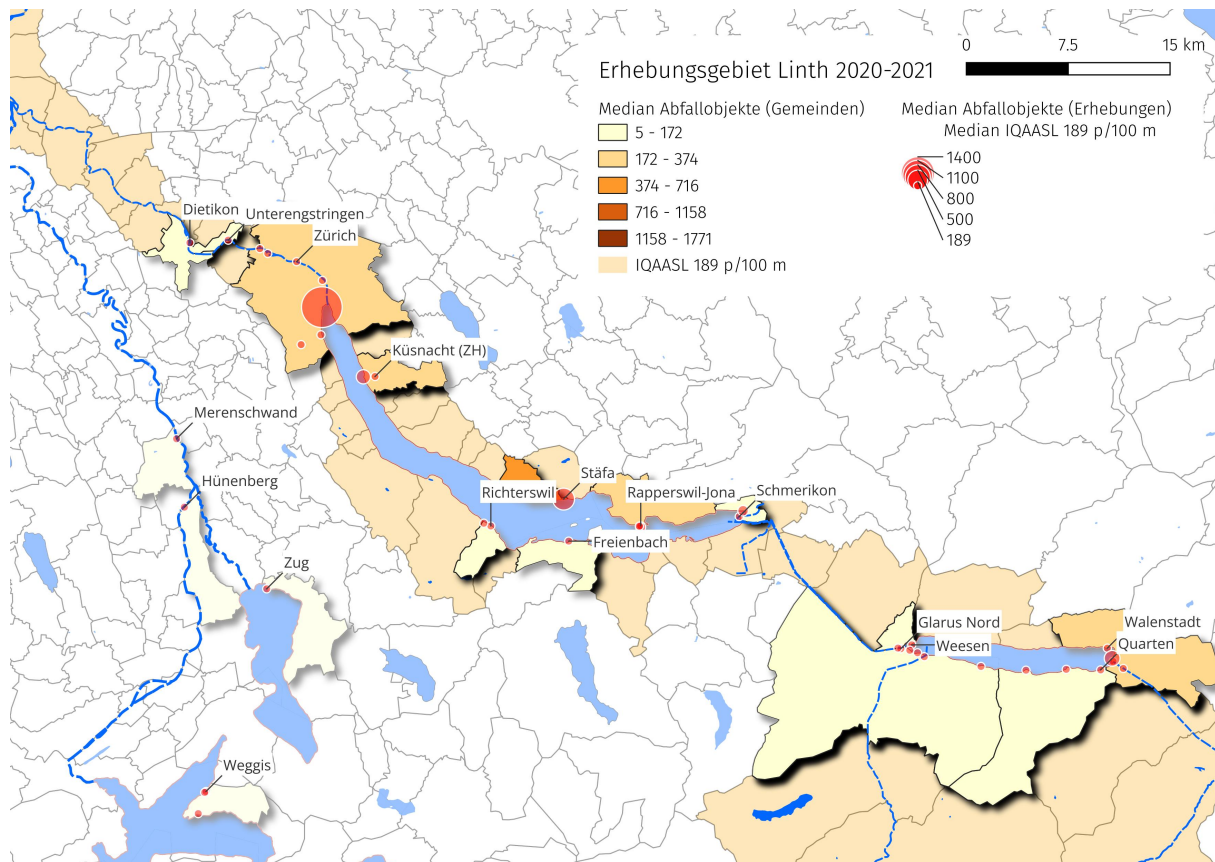 0 7.5 15 km
Erhebungsgebiet Linth 2020-2021
Median Abfallobjekte (Gemeinden)
5 - 172
172 - 374
374 - 716
716 - 1158
1158 - 1771
IQAASL 189 p/100 m
Median Abfallobjekte (Erhebungen)
Median IQAASL 189 p/100 m
1400
1100
800
500
189
Dietikon
Unterengstringen
Zürich
Küsnacht (ZH)
Merenschwand
Hünenberg
Stäfa
Richterswil
Rapperswil-Jona
Schmerikon
Freienbach
Zug
Glarus Nord
Walenstadt
Weesen
Quarten
Weggis